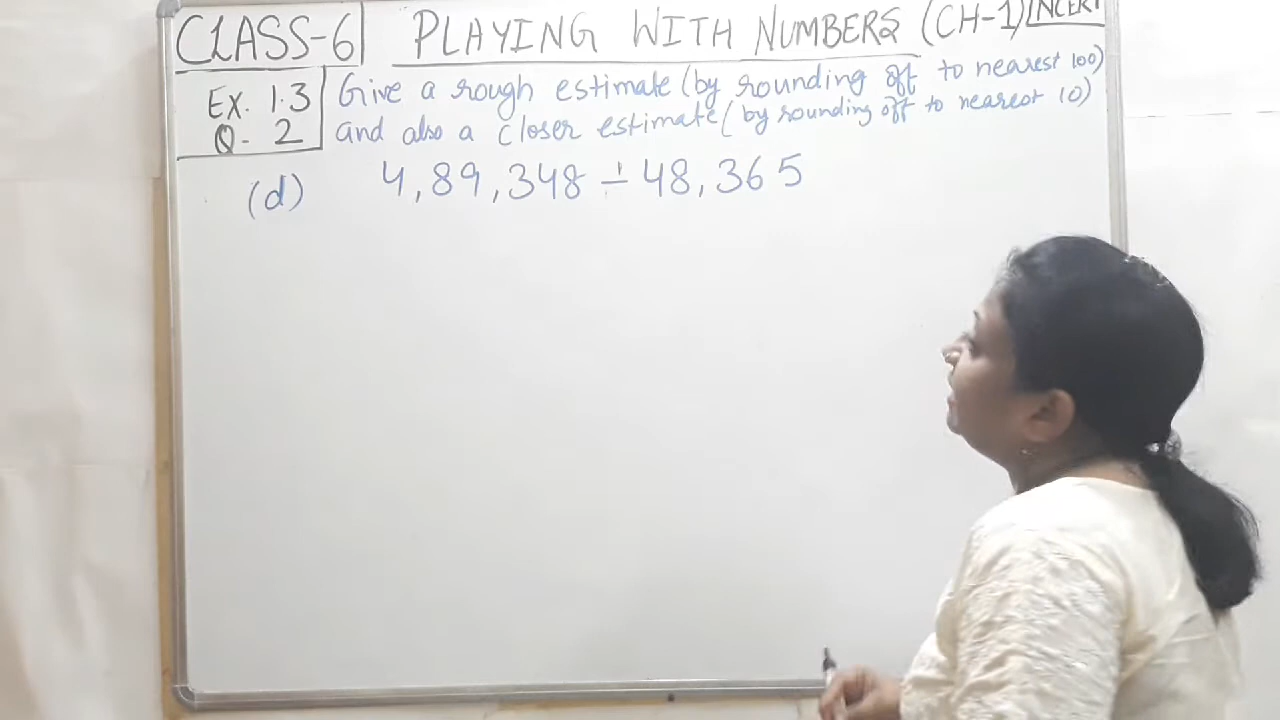 CLASS-6 PLAYING WITH NUMBERS (CH-1) NCERT
EX. 1.3 Give a rough estimate (by rounding off to nearest 100)
Q. 2 and also a closer estimate (by rounding off to nearest 10)
(d) 4,89,348 ÷ 48,365